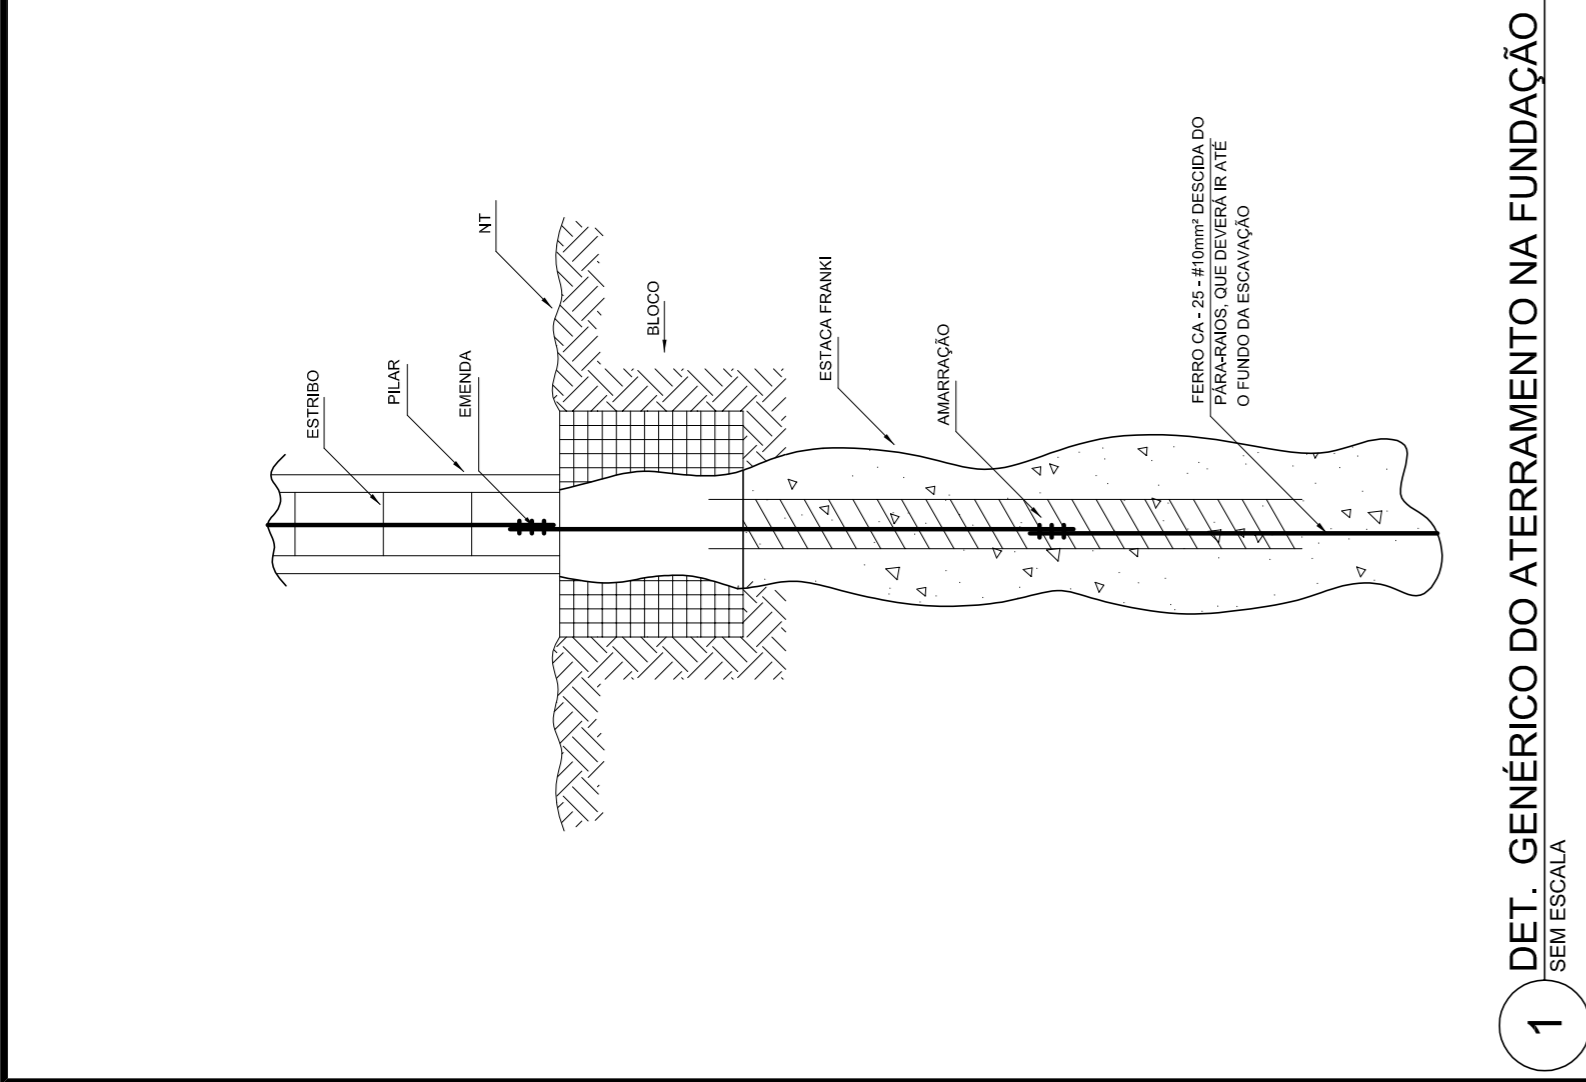 ESTRIBO
PILAR
EMENDA
NT
BLOCO
ESTACA FRANKI
AMARRAÇÃO
FERRO CA - 25 - #10mm² DESCIDA DO
PÁRA-RAIOS, QUE DEVERÁ IR ATÉ
O FUNDO DA ESCAVAÇÃO
1
DET. GENÉRICO DO ATERRAMENTO NA FUNDAÇÃO
SEM ESCALA